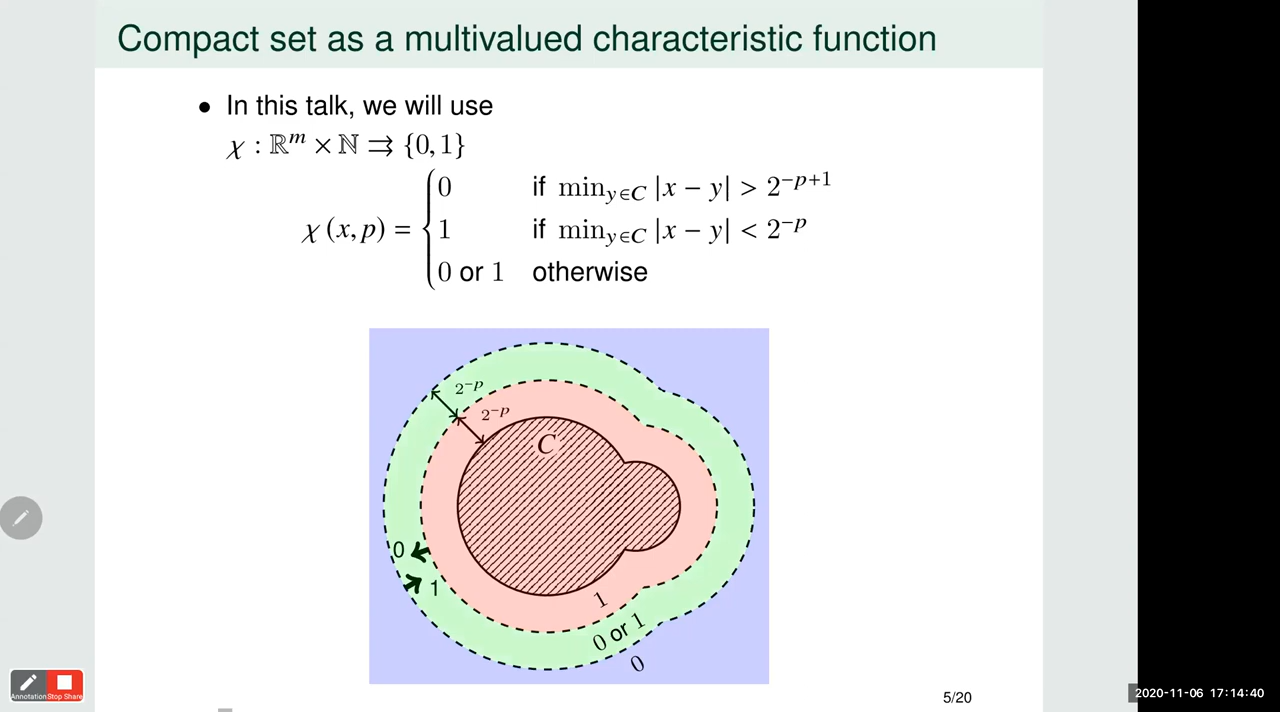 Compact set as a multivalued characteristic function
• In this talk, we will use
χ : ℝᵐ × ℕ ⇉ {0, 1}
χ(x, p) = { 0 if min_{y∈C} |x − y| > 2^{−p+1}
1 if min_{y∈C} |x − y| < 2^{−p}
0 or 1 otherwise
2^{−p}
2^{−p}
C
0
1
1
0 or 1
0
Annotation Stop Share
5/20
2020-11-06 17:14:40